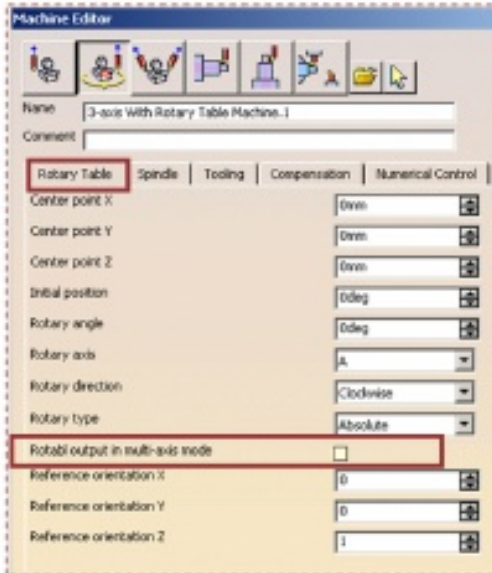 Machine Editor
Name 3-axis With Rotary Table Machine.1
Comment
Rotary Table Spindle Tooling Compensation Numerical Control
Center point X 0mm
Center point Y 0mm
Center point Z 0mm
Initial position 0deg
Rotary angle 0deg
Rotary axis A
Rotary direction Clockwise
Rotary type Absolute
Rotabl output in multi-axis mode
Reference orientation X 0
Reference orientation Y 0
Reference orientation Z 1